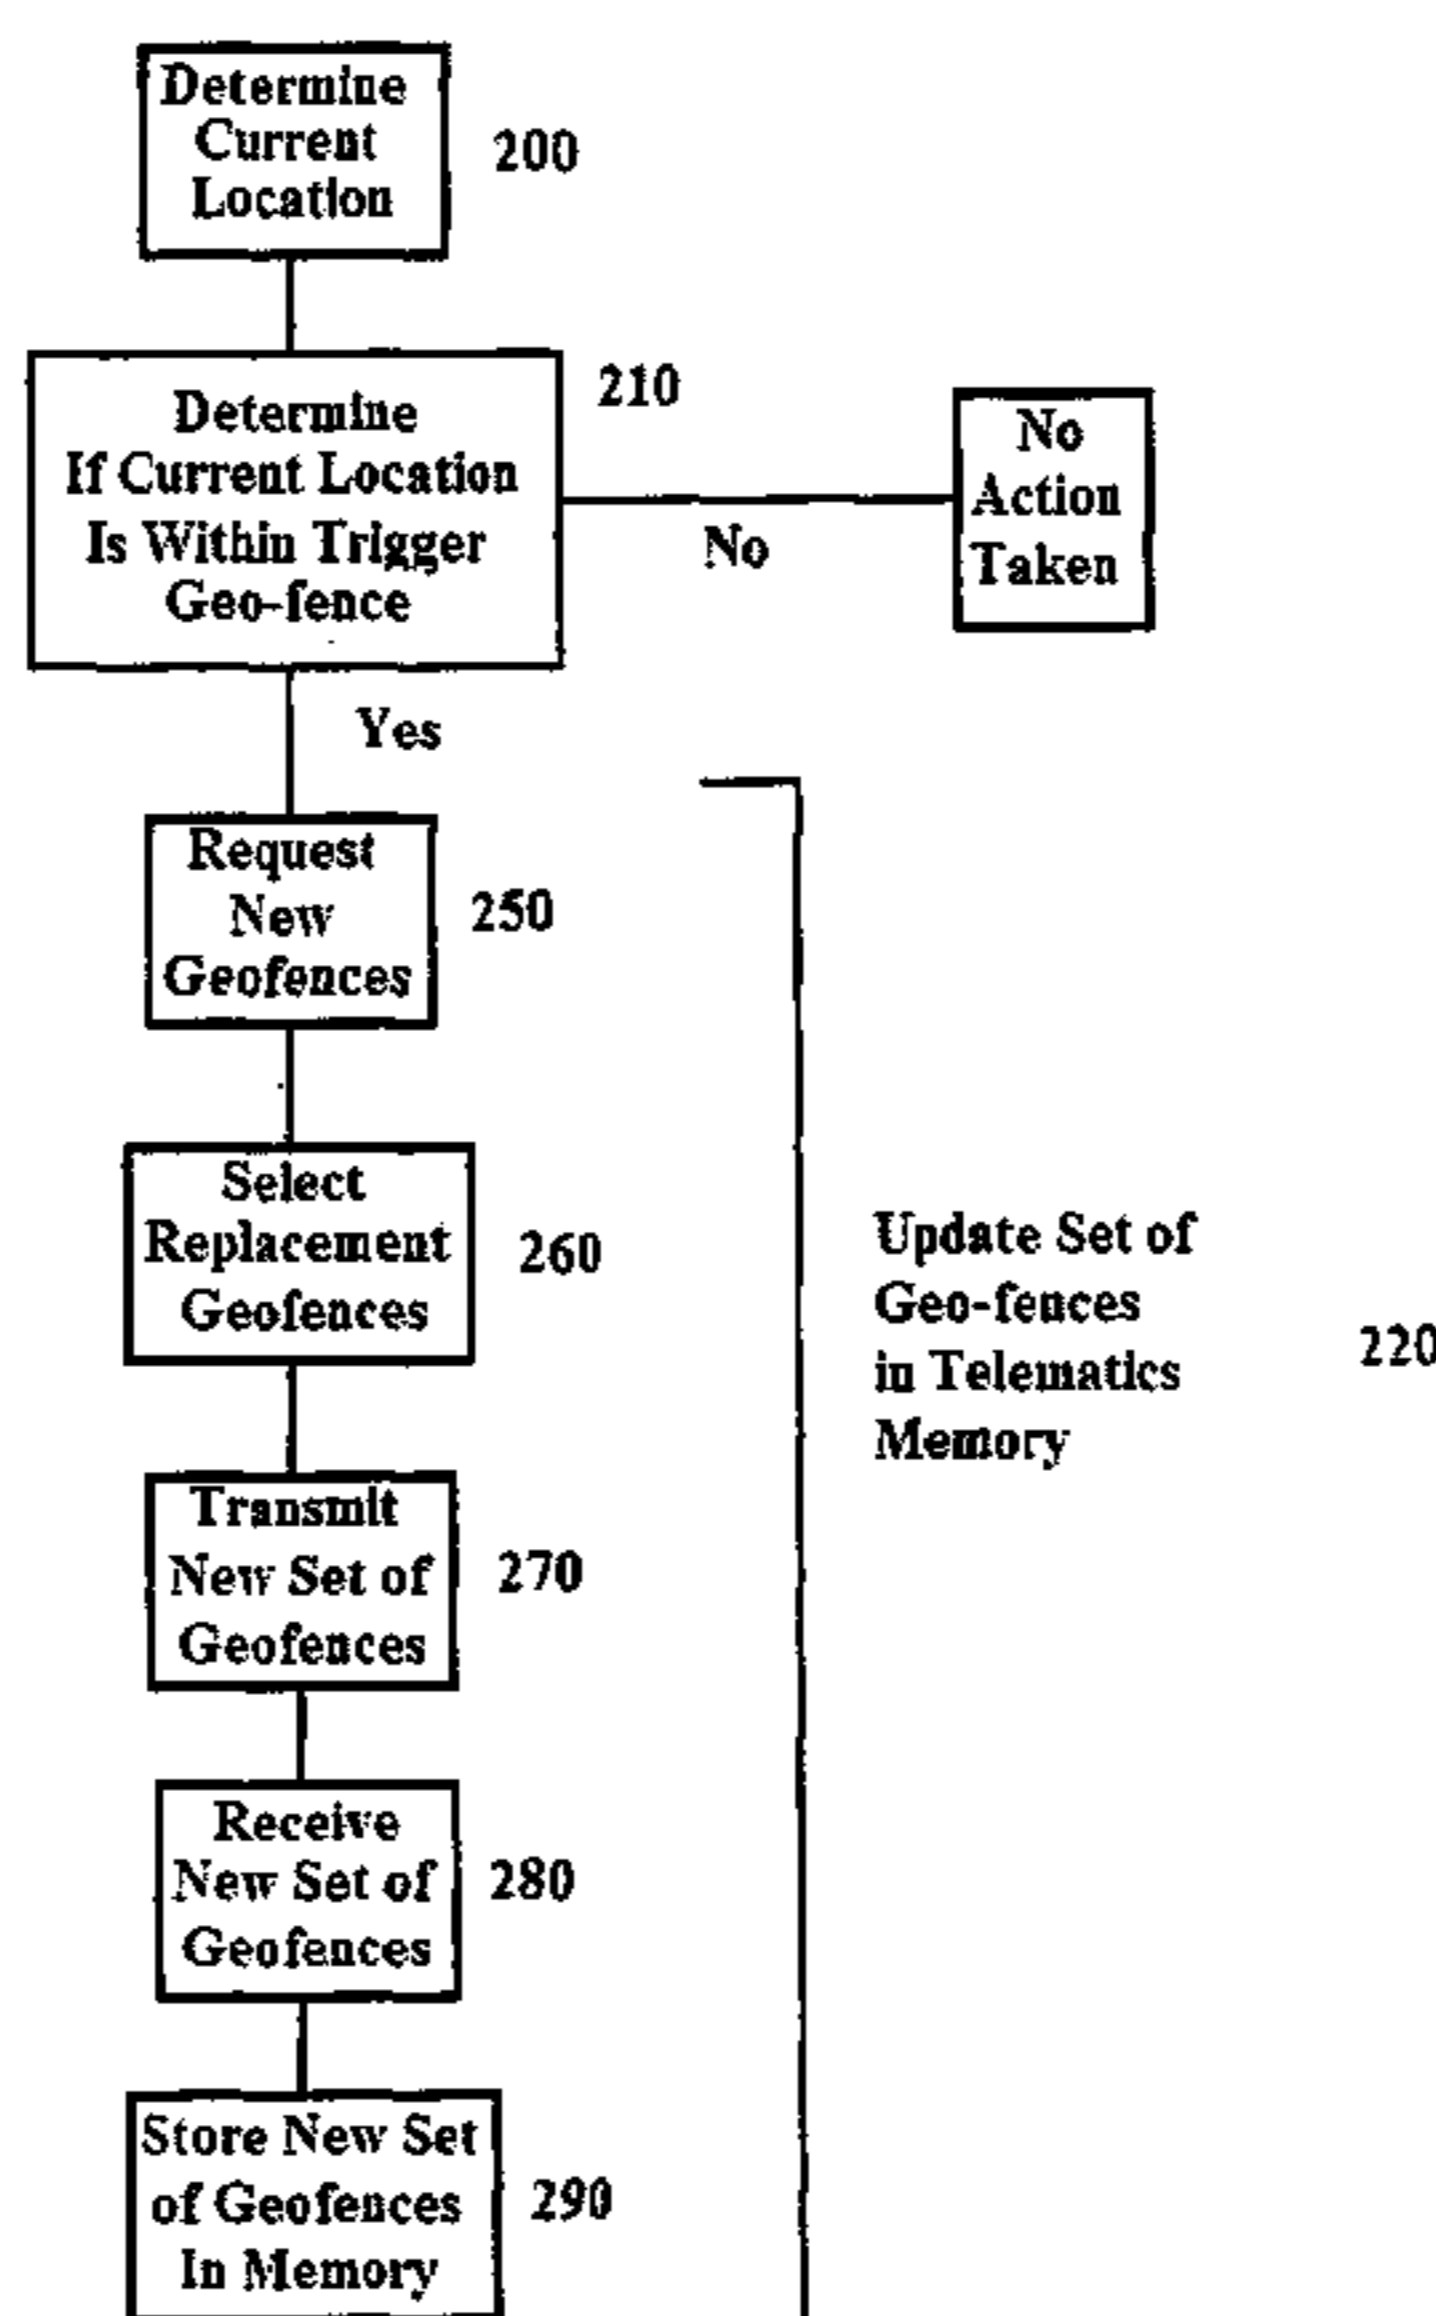 Determine
Current
Location
200
Determine
If Current Location
Is Within Trigger
Geo-fence
210
No
No
Action
Taken
Yes
Request
New
Geofences
250
Select
Replacement
Geofences
260
Transmit
New Set of
Geofences
270
Receive
New Set of
Geofences
280
Store New Set
of Geofences
In Memory
290
Update Set of
Geo-fences
in Telematics
Memory
220